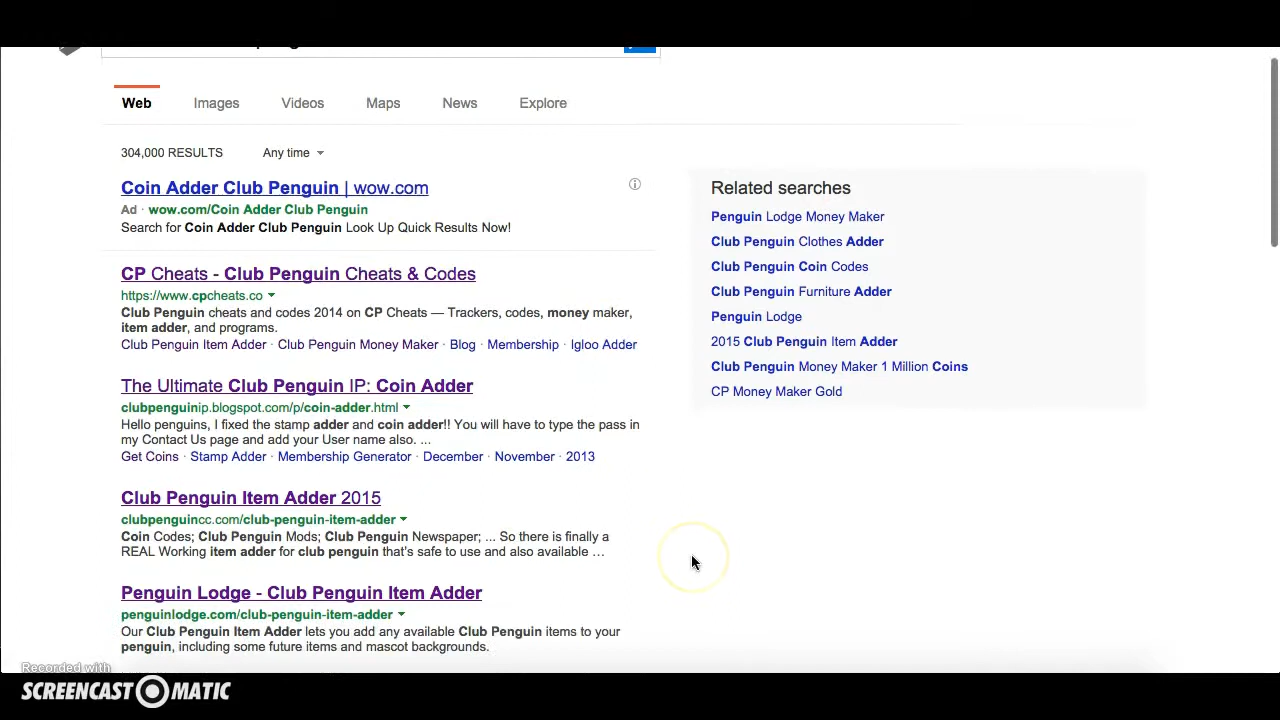 Web Images Videos Maps News Explore
304,000 RESULTS Any time
Coin Adder Club Penguin | wow.com
Ad · wow.com/Coin Adder Club Penguin
Search for Coin Adder Club Penguin Look Up Quick Results Now!
CP Cheats - Club Penguin Cheats & Codes
https://www.cpcheats.co
Club Penguin cheats and codes 2014 on CP Cheats — Trackers, codes, money maker,
item adder, and programs.
Club Penguin Item Adder · Club Penguin Money Maker · Blog · Membership · Igloo Adder
The Ultimate Club Penguin IP: Coin Adder
clubpenguinip.blogspot.com/p/coin-adder.html
Hello penguins, I fixed the stamp adder and coin adder!! You will have to type the pass in
my Contact Us page and add your User name also. ...
Get Coins · Stamp Adder · Membership Generator · December · November · 2013
Club Penguin Item Adder 2015
clubpenguincc.com/club-penguin-item-adder
Coin Codes; Club Penguin Mods; Club Penguin Newspaper; ... So there is finally a
REAL Working item adder for club penguin that's safe to use and also available ...
Penguin Lodge - Club Penguin Item Adder
penguinlodge.com/club-penguin-item-adder
Our Club Penguin Item Adder lets you add any available Club Penguin items to your
penguin, including some future items and mascot backgrounds.
Related searches
Penguin Lodge Money Maker
Club Penguin Clothes Adder
Club Penguin Coin Codes
Club Penguin Furniture Adder
Penguin Lodge
2015 Club Penguin Item Adder
Club Penguin Money Maker 1 Million Coins
CP Money Maker Gold
Recorded with
SCREENCAST MATIC